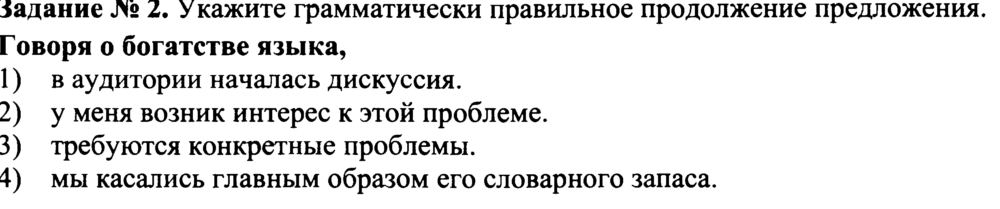 Задание № 2. Укажите грамматически правильное продолжение предложения.
Говоря о богатстве языка,
1) в аудитории началась дискуссия.
2) у меня возник интерес к этой проблеме.
3) требуются конкретные проблемы.
4) мы касались главным образом его словарного запаса.